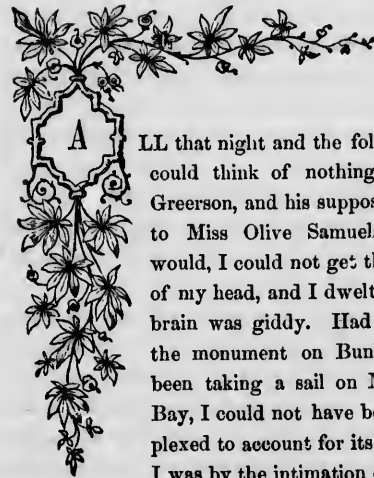 ALL that night and the fol
could think of nothing
Greerson, and his suppos
to Miss Olive Samuel
would, I could not get th
of my head, and I dwelt
brain was giddy. Had
the monument on Bunk
been taking a sail on M
Bay, I could not have be
plexed to account for its
I was by the intimation